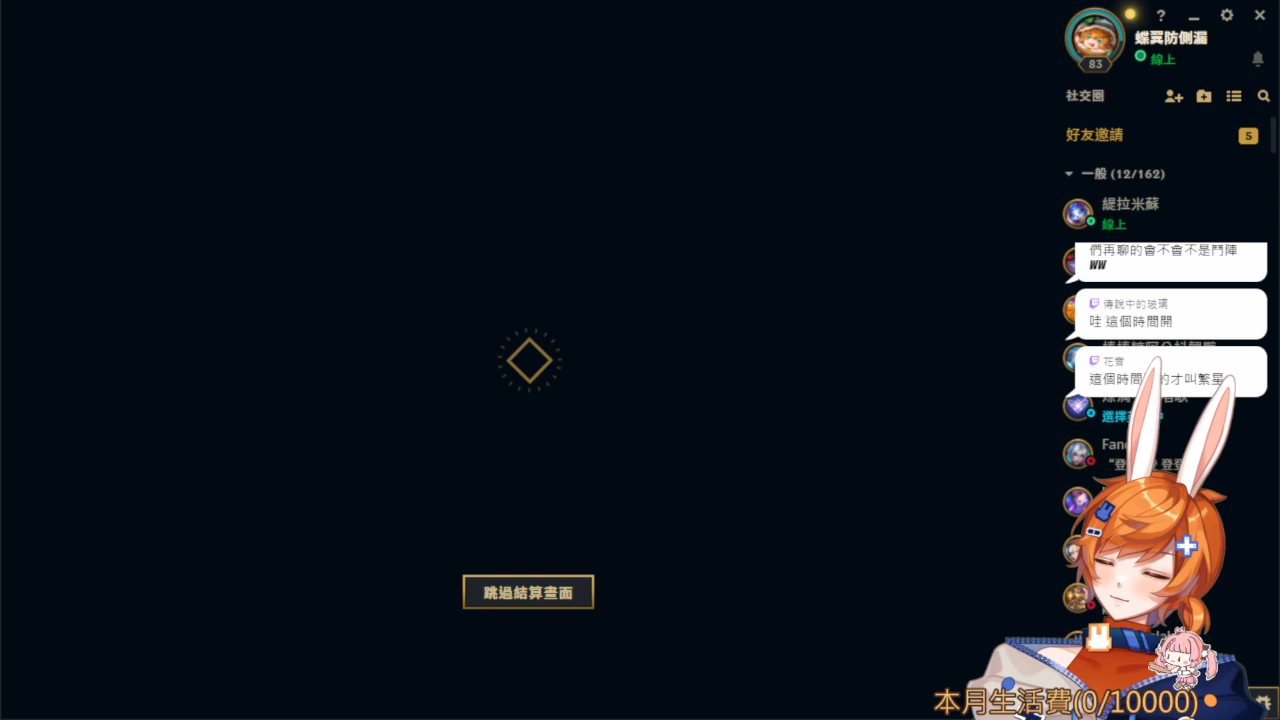 ?
蝶翼防側漏
83
線上
社交圈
好友邀請
5
一般 (12/162)
緹拉米蘇
線上
們再聊的會不會不是鬥陣
WW
傳說中的玻璃
哇 這個時間開
花音
這個時間 的才叫繁星
選擇
Fan
“登 登
跳過結算畫面
本月生活費(0/10000)